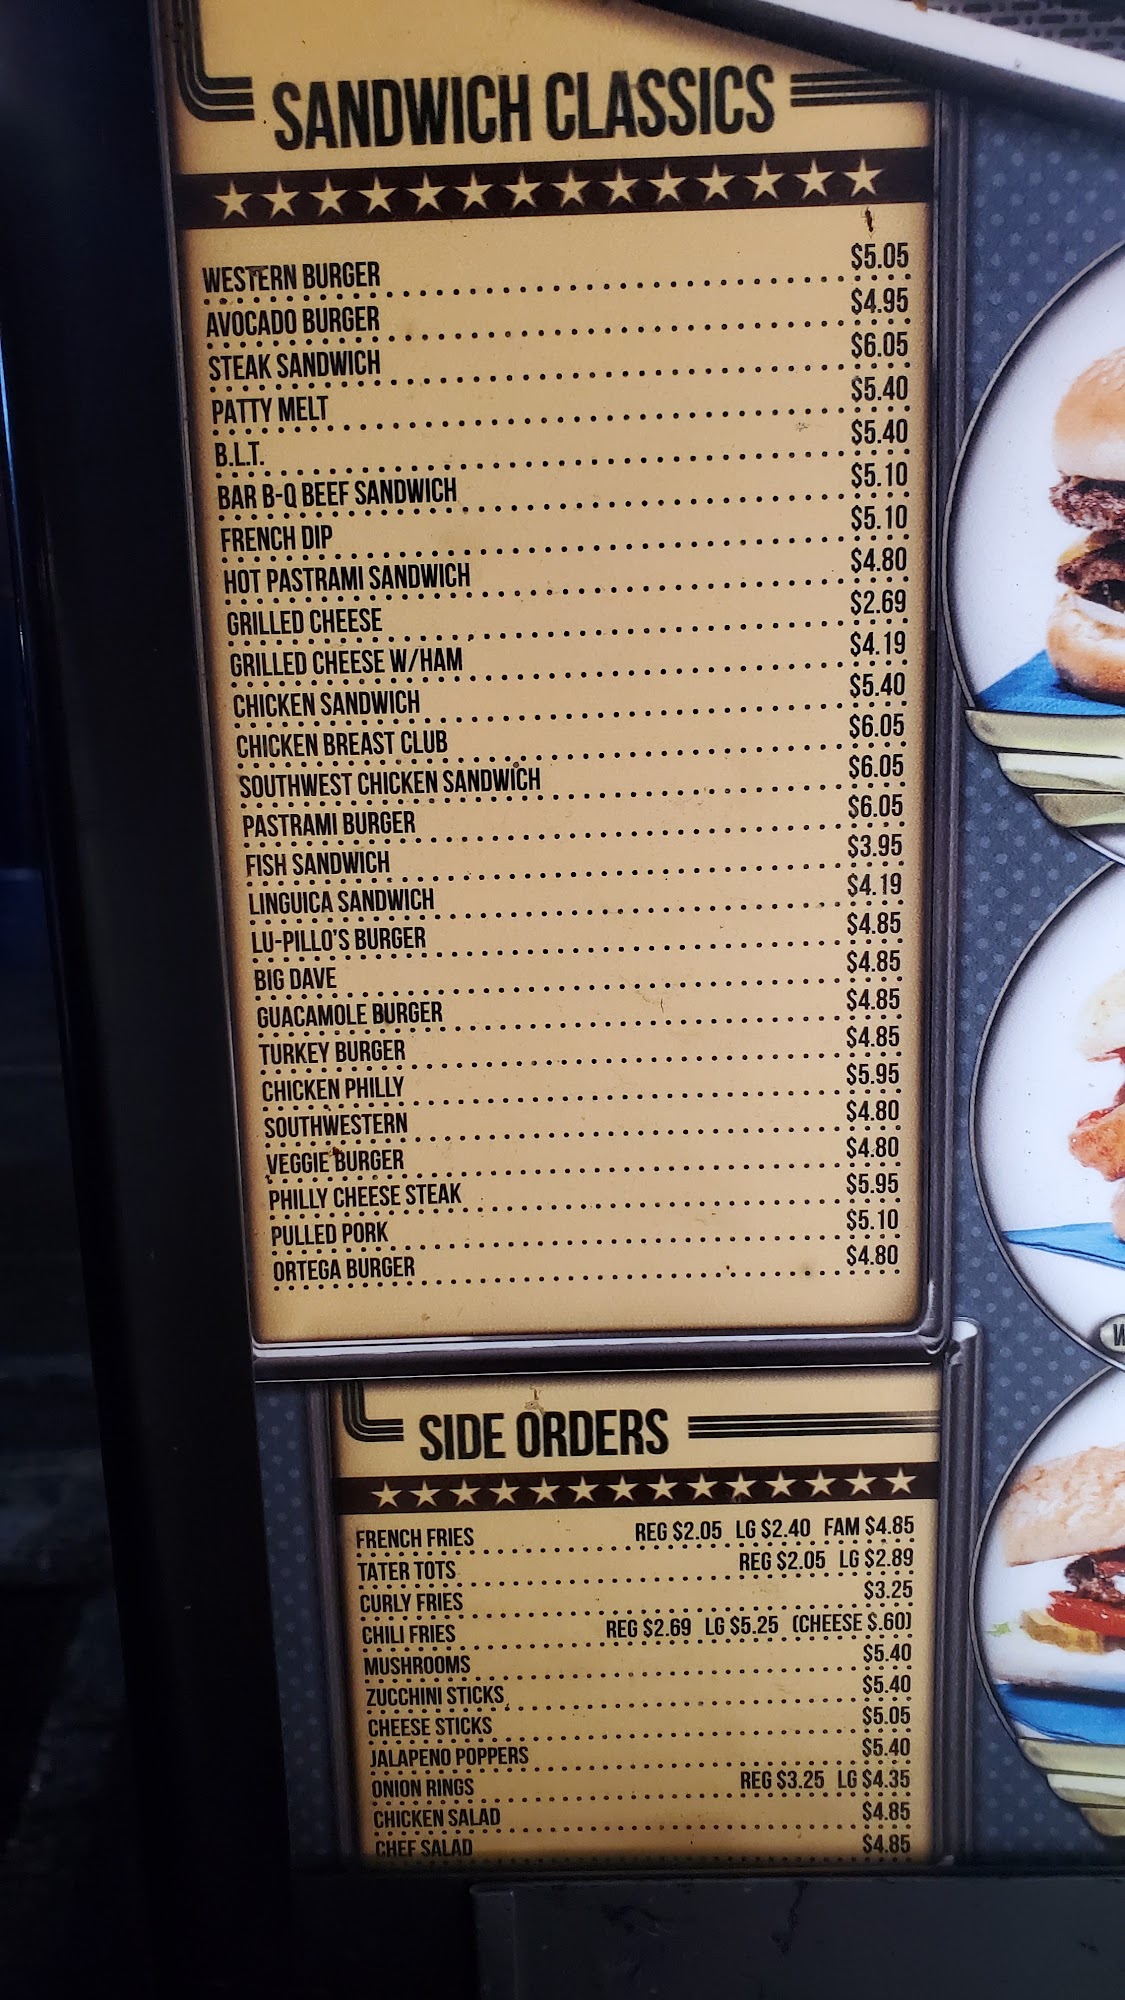 SANDWICH CLASSICS
WESTERN BURGER $5.05
AVOCADO BURGER $4.95
STEAK SANDWICH $6.05
PATTY MELT $5.40
B.L.T. $5.40
BAR B-Q BEEF SANDWICH $5.10
FRENCH DIP $5.10
HOT PASTRAMI SANDWICH $4.80
GRILLED CHEESE $2.69
GRILLED CHEESE W/HAM $4.19
CHICKEN SANDWICH $5.40
CHICKEN BREAST CLUB $6.05
SOUTHWEST CHICKEN SANDWICH $6.05
PASTRAMI BURGER $6.05
FISH SANDWICH $3.95
LINGUICA SANDWICH $4.19
LU-PILLO'S BURGER $4.85
BIG DAVE $4.85
GUACAMOLE BURGER $4.85
TURKEY BURGER $4.85
CHICKEN PHILLY $5.95
SOUTHWESTERN $4.80
VEGGIE BURGER $4.80
PHILLY CHEESE STEAK $5.95
PULLED PORK $5.10
ORTEGA BURGER $4.80
SIDE ORDERS
FRENCH FRIES REG $2.05 LG $2.40 FAM $4.85
TATER TOTS REG $2.05 LG $2.89
CURLY FRIES $3.25
CHILI FRIES REG $2.69 LG $5.25 (CHEESE $.60)
MUSHROOMS $5.40
ZUCCHINI STICKS $5.40
CHEESE STICKS $5.05
JALAPENO POPPERS $5.40
ONION RINGS REG $3.25 LG $4.35
CHICKEN SALAD $4.85
CHEF SALAD $4.85